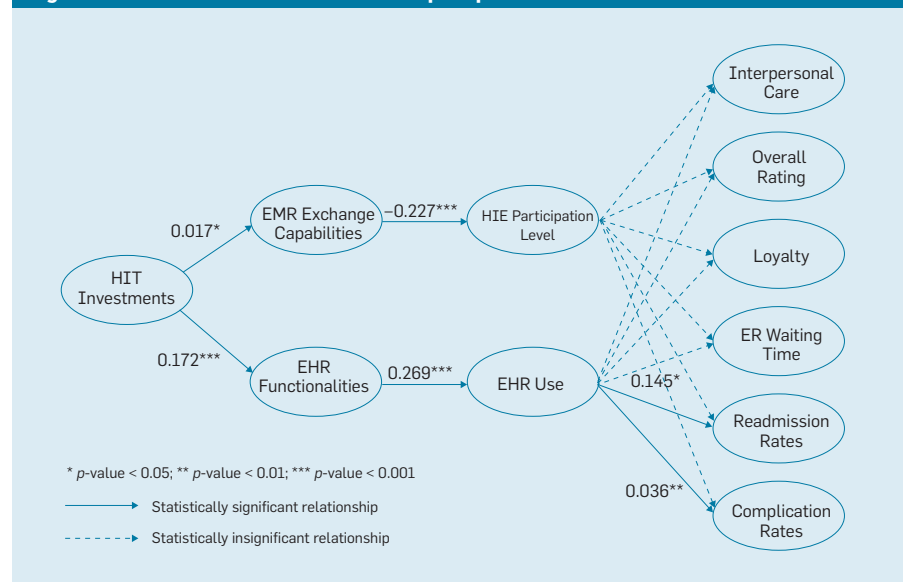 Interpersonal
Care
Overall
Rating
EMR Exchange
Capabilities
−0.227***
HIE Participation
Level
0.017*
Loyalty
HIT
Investments
ER Waiting
Time
0.172***
EHR
Functionalities
0.269***
EHR Use
0.145*
Readmission
Rates
* p-value < 0.05; ** p-value < 0.01; *** p-value < 0.001
Statistically significant relationship
0.036**
Complication
Rates
Statistically insignificant relationship